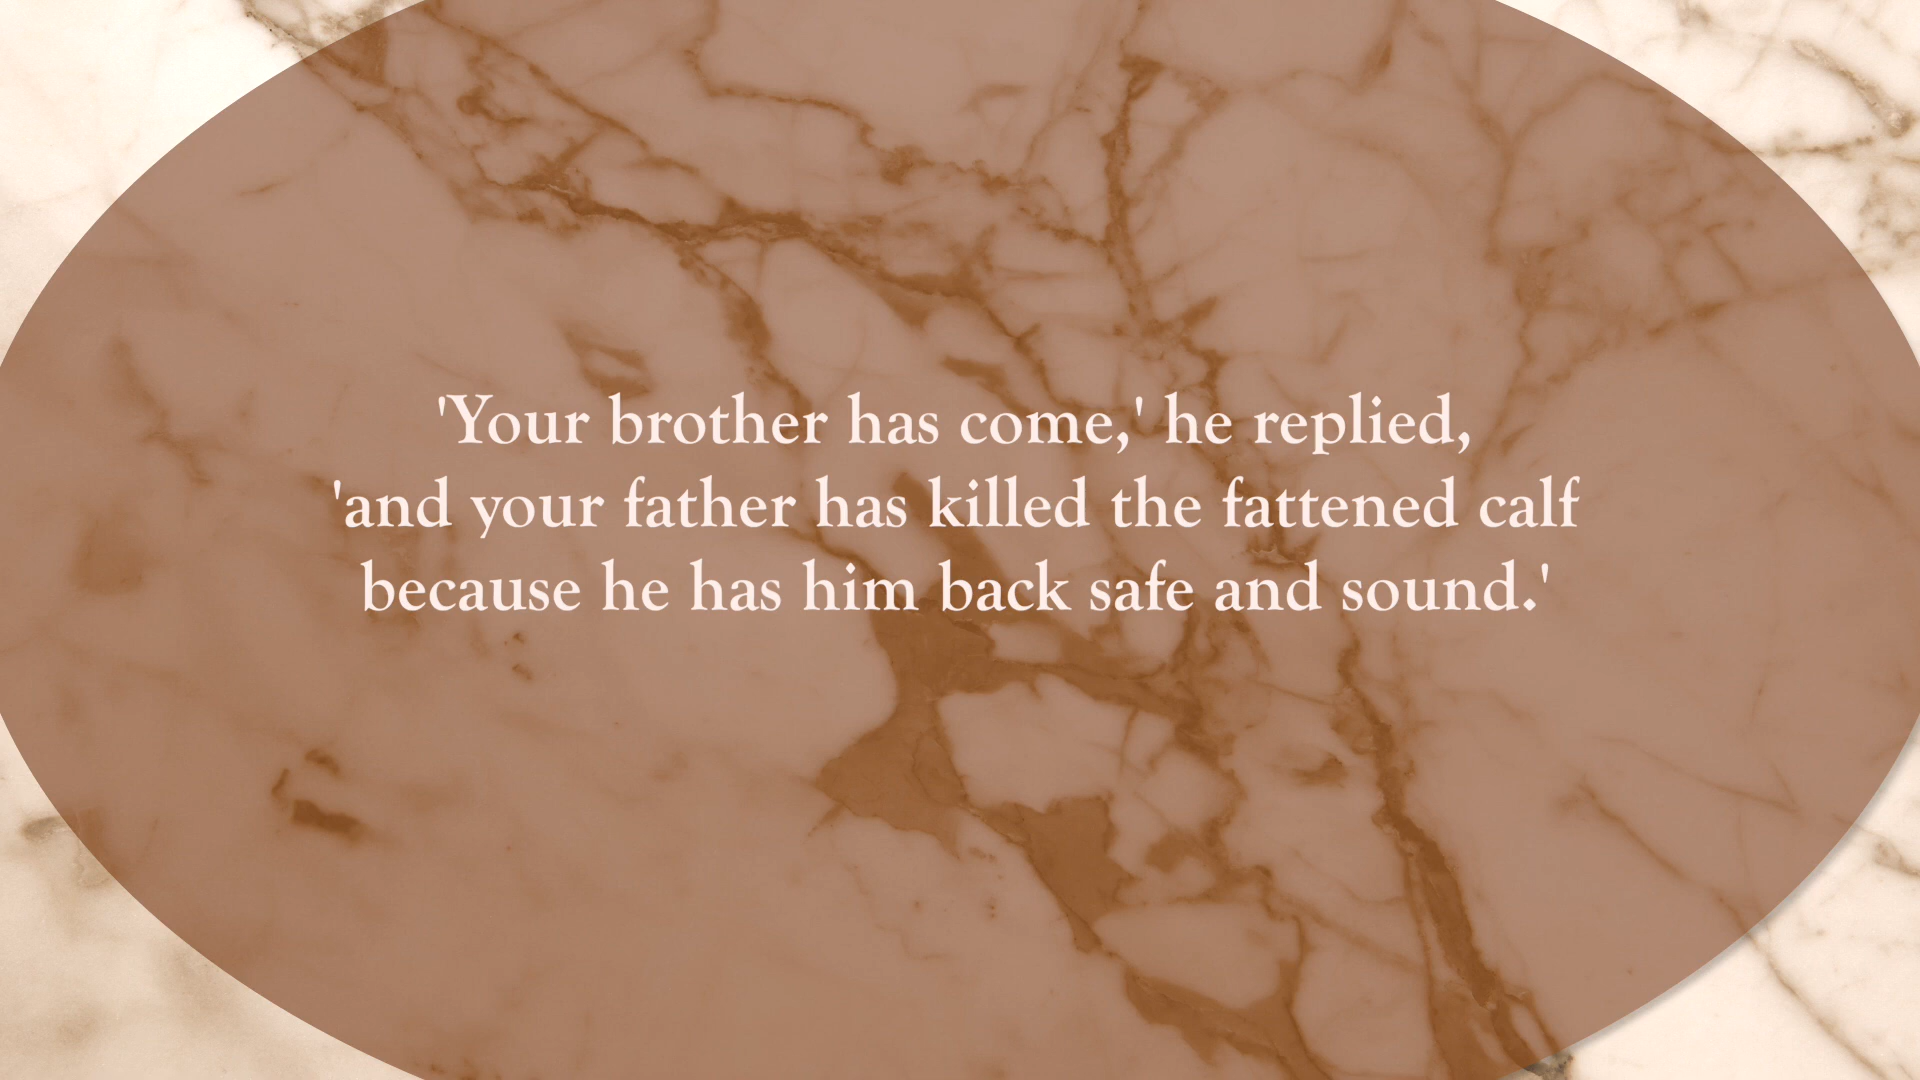 'Your brother has come,' he replied,
'and your father has killed the fattened calf
because he has him back safe and sound.'